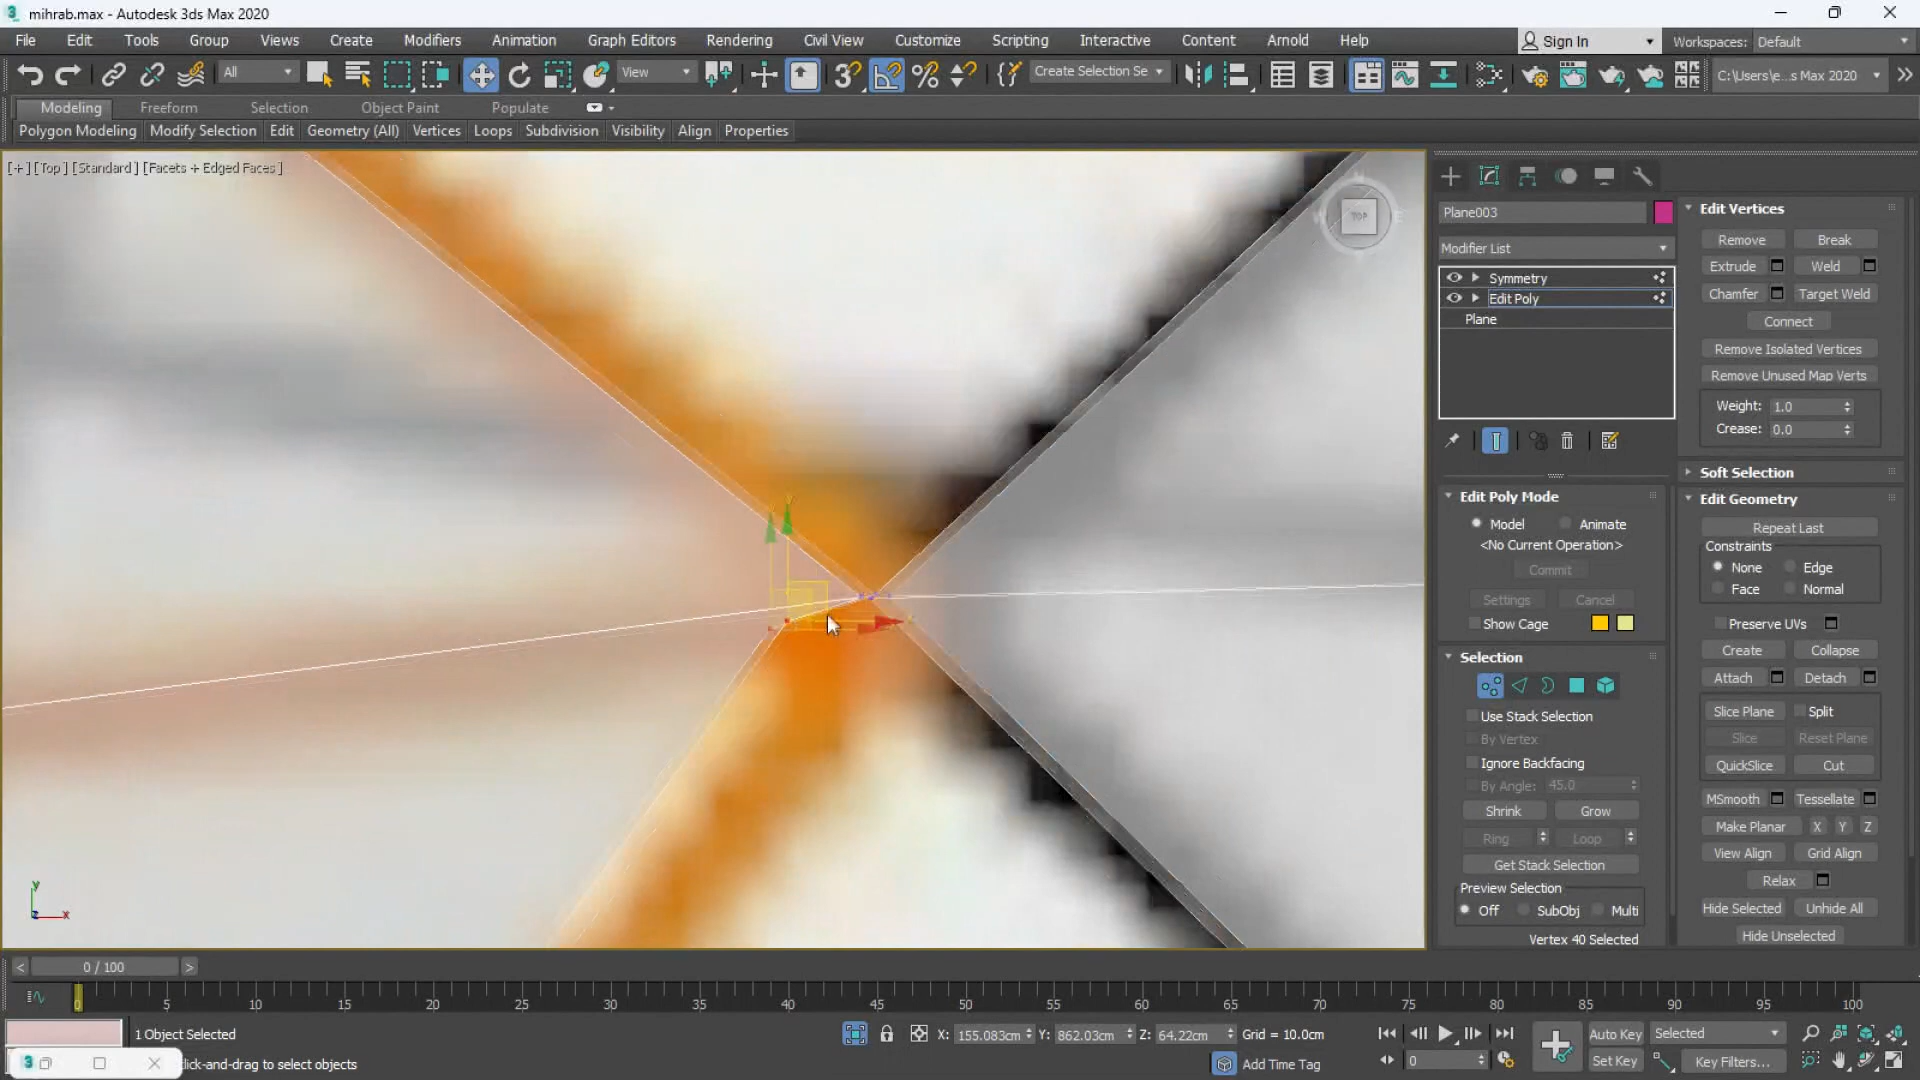 mihrab.max - Autodesk 3ds Max 2020
File Edit Tools Group Views Create Modifiers Animation Graph Editors Rendering Civil View Customize Scripting Interactive Content Arnold Help Sign In Workspaces: Default
All View Create Selection Se C:\Users\e...s Max 2020
Modeling Freeform Selection Object Paint Populate
Polygon Modeling Modify Selection Edit Geometry (All) Vertices Loops Subdivision Visibility Align Properties
[+] [Top] [Standard] [Facets + Edged Faces]
TOP
Plane003
Modifier List
Symmetry
Edit Poly
Plane
Edit Poly Mode
Model Animate
<No Current Operation>
Commit
Settings Cancel
Show Cage
Selection
Use Stack Selection
By Vertex
Ignore Backfacing
By Angle: 45.0
Shrink Grow
Ring Loop
Get Stack Selection
Preview Selection
Off SubObj Multi
Vertex 40 Selected
Edit Vertices
Remove Break
Extrude Weld
Chamfer Target Weld
Connect
Remove Isolated Vertices
Remove Unused Map Verts
Weight: 1.0
Crease: 0.0
Soft Selection
Edit Geometry
Repeat Last
Constraints
None Edge
Face Normal
Preserve UVs
Create Collapse
Attach Detach
Slice Plane Split
Slice Reset Plane
QuickSlice Cut
MSmooth Tessellate
Make Planar X Y Z
View Align Grid Align
Relax
Hide Selected Unhide All
Hide Unselected
y
x
z
< 0 / 100 >
0 5 10 15 20 25 30 35 40 45 50 55 60 65 70 75 80 85 90 95 100
1 Object Selected X: 155.083cm Y: 862.03cm Z: 64.22cm Grid = 10.0cm Auto Key Selected
3 lick-and-drag to select objects Add Time Tag 0 Set Key Key Filters...